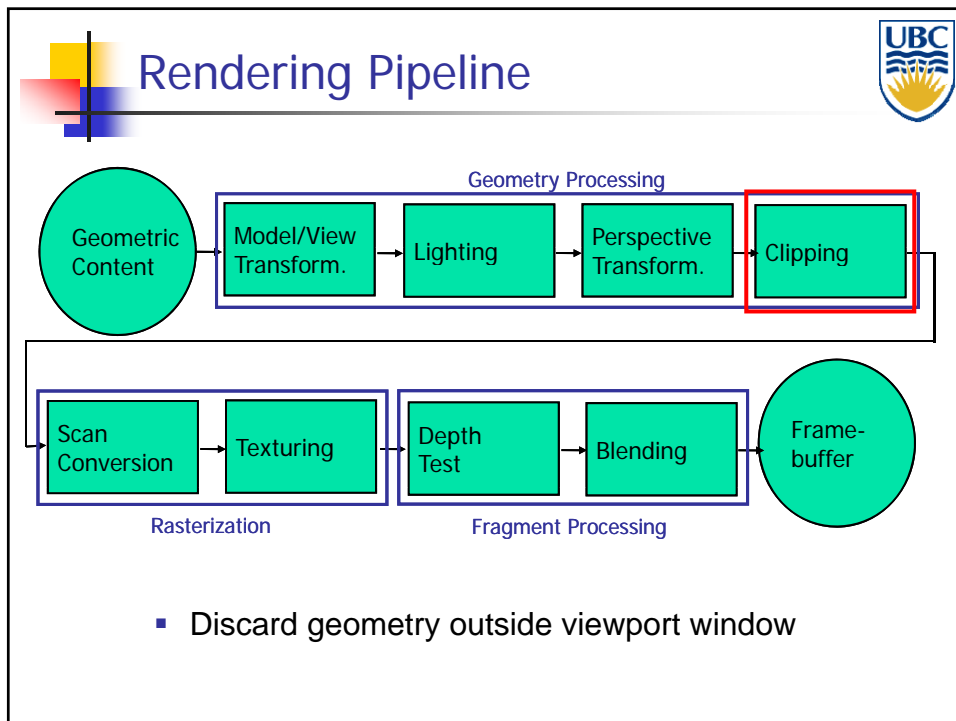 Rendering Pipeline
UBC
Geometry Processing
Geometric
Content
Model/View
Transform.
Lighting
Perspective
Transform.
Clipping
Scan
Conversion
Texturing
Depth
Test
Blending
Frame-
buffer
Rasterization
Fragment Processing
Discard geometry outside viewport window